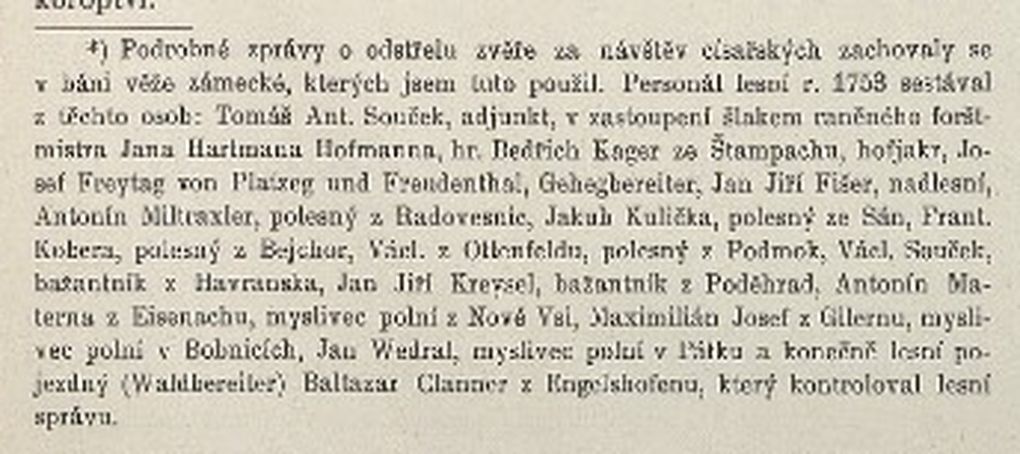 koroptví.
*) Podrobné zprávy o odstřelu zvěře za návštěv císařských zachovaly se
v báni věže zámecké, kterých jsem tuto použil. Personál lesní r. 1753 sestával
z těchto osob: Tomáš Ant. Souček, adjunkt, v zastoupení šlakem raněného foršt-
mistra Jana Hartmana Hofmanna, hr. Bedřich Kager ze Štampachu, hofjakr, Jo-
sef Freytag von Platzeg und Freudenthal, Gehegbereiter, Jan Jiří Fišer, nadlesní,
Antonín Miltraxler, polesný z Radovesnic, Jakub Kulička, polesný ze Sán, Frant.
Kobera, polesný z Bejchor, Václ. z Ottenfeldu, polesný z Podmok, Václ. Souček,
bažantník z Havranska, Jan Jiří Kreysel, bažantník z Poděbrad, Antonín Ma-
terna z Eisenachu, myslivec polní z Nové Vsi, Maximilián Josef z Gilernu, mysli-
vec polní v Bobnicích, Jan Wedral, myslivec polní v Pátku a konečně lesní po-
jezdný (Waldbereiter) Baltazar Clanner z Engelshofenu, který kontroloval lesní
správu.